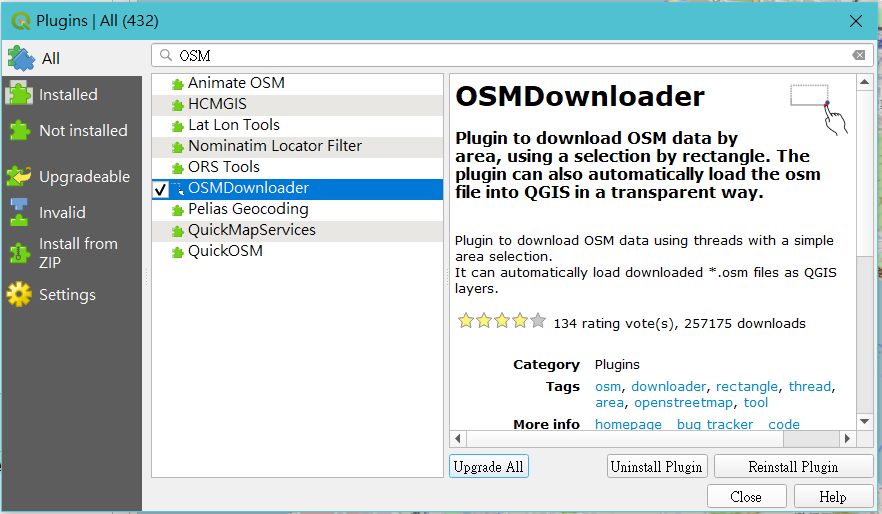 Plugins | All (432)
All
Installed
Not installed
Upgradeable
Invalid
Install from
ZIP
Settings
OSM
Animate OSM
HCMGIS
Lat Lon Tools
Nominatim Locator Filter
ORS Tools
OSMDownloader
Pelias Geocoding
QuickMapServices
QuickOSM
OSMDownloader
Plugin to download OSM data by
area, using a selection by rectangle. The
plugin can also automatically load the osm
file into QGIS in a transparent way.
Plugin to download OSM data using threads with a simple
area selection.
It can automatically load downloaded *.osm files as QGIS
layers.
134 rating vote(s), 257175 downloads
Category Plugins
Tags osm, downloader, rectangle, thread,
area, openstreetmap, tool
More info homepage bug tracker code
Upgrade All Uninstall Plugin Reinstall Plugin
Close Help